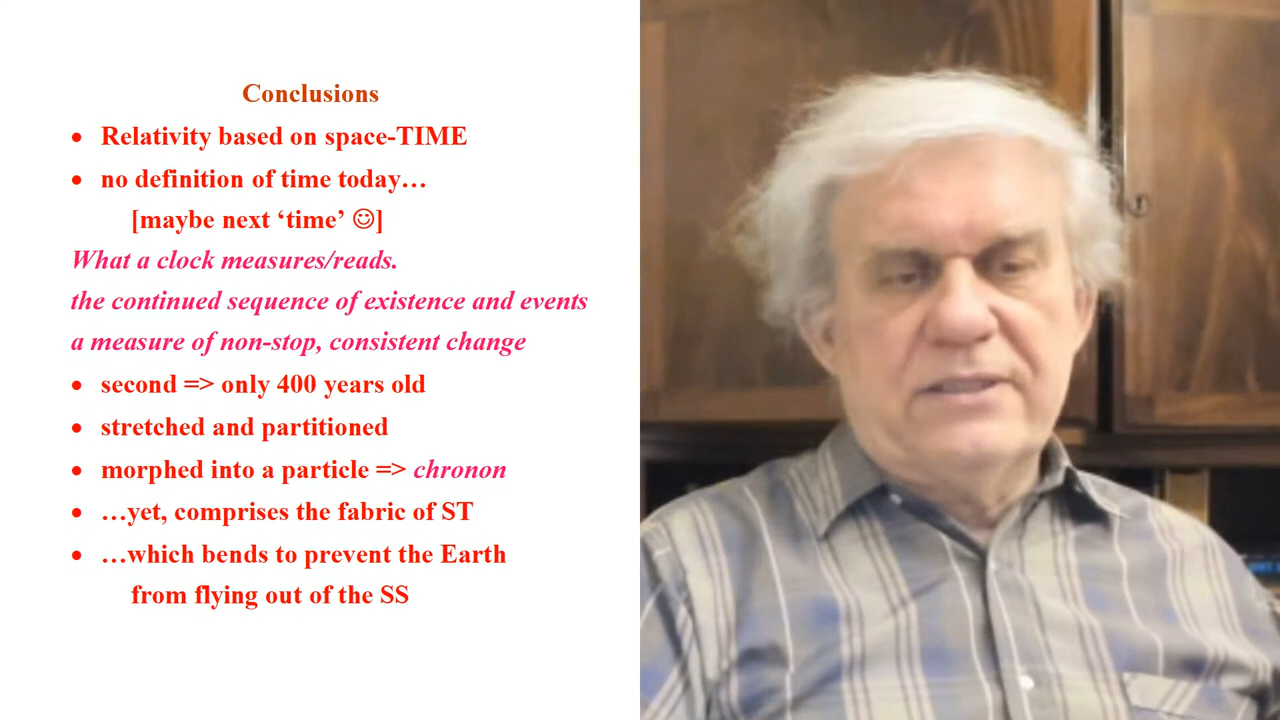 Conclusions
• Relativity based on space-TIME
• no definition of time today…
[maybe next ‘time’ ☺]
What a clock measures/reads.
the continued sequence of existence and events
a measure of non-stop, consistent change
• second => only 400 years old
• stretched and partitioned
• morphed into a particle => chronon
• …yet, comprises the fabric of ST
• …which bends to prevent the Earth
from flying out of the SS